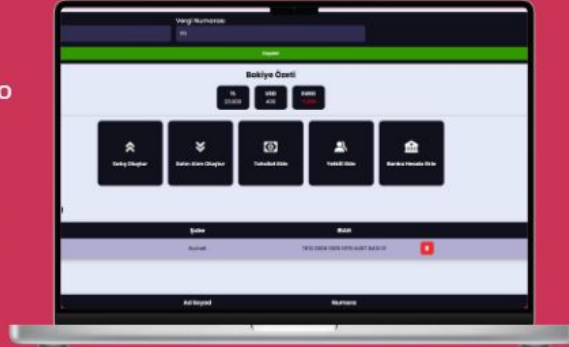 o
Vergi Numarası
Kaydet
Bakiye Özeti
TL USD EURO
400
Satış Oluştur Satın Alım Oluştur Tahsilat Ekle Yetkili Ekle Banka Hesabı Ekle
Şube IBAN
Ad Soyad Numara